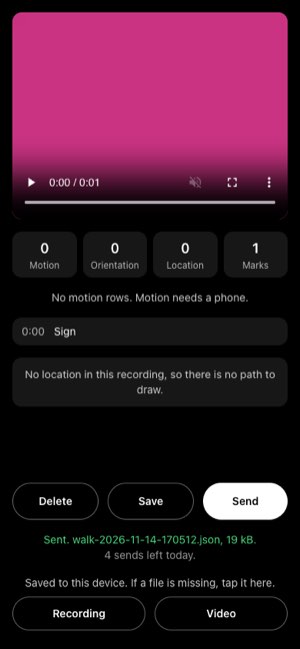 0:00 / 0:01
0 0 0 1
Motion Orientation Location Marks
No motion rows. Motion needs a phone.
0:00 Sign
No location in this recording, so there is no path to
draw.
Delete Save Send
Sent. walk-2026-11-14-170512.json, 19 kB.
4 sends left today.
Saved to this device. If a file is missing, tap it here.
Recording Video